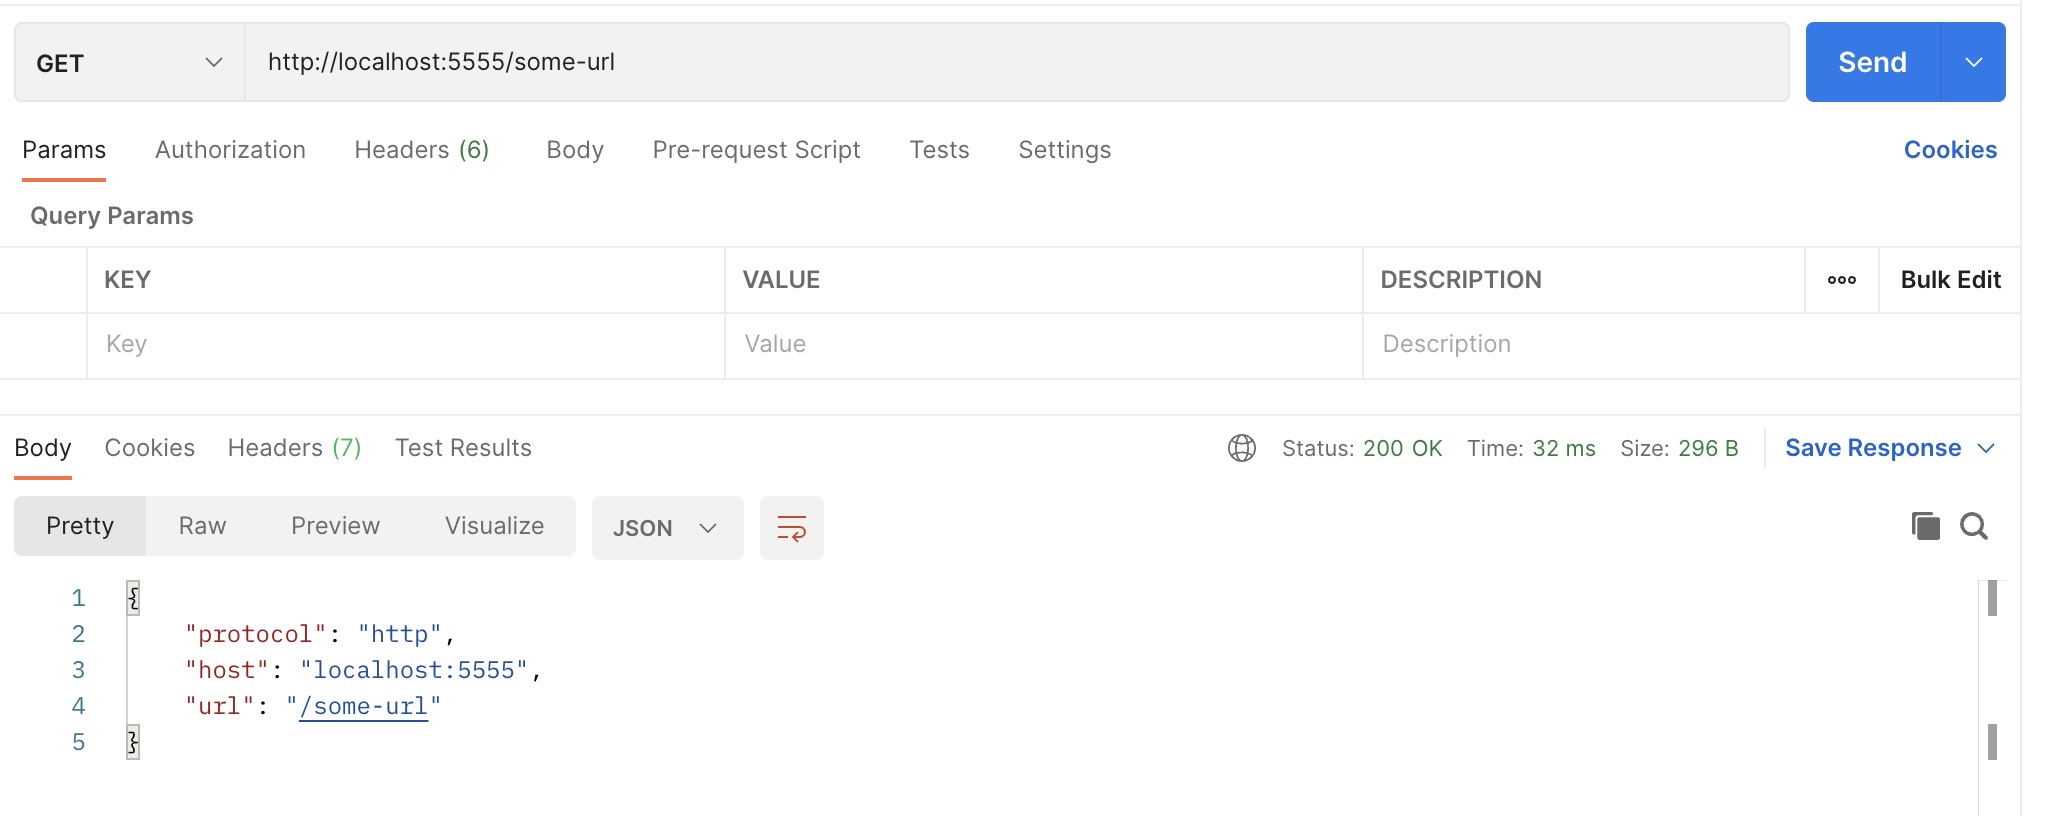 GET http://localhost:5555/some-url Send
Params Authorization Headers (6) Body Pre-request Script Tests Settings Cookies
Query Params
KEY VALUE DESCRIPTION ooo Bulk Edit
Key Value Description
Body Cookies Headers (7) Test Results Status: 200 OK Time: 32 ms Size: 296 B Save Response
Pretty Raw Preview Visualize JSON
1 {
2 "protocol": "http",
3 "host": "localhost:5555",
4 "url": "/some-url"
5 }